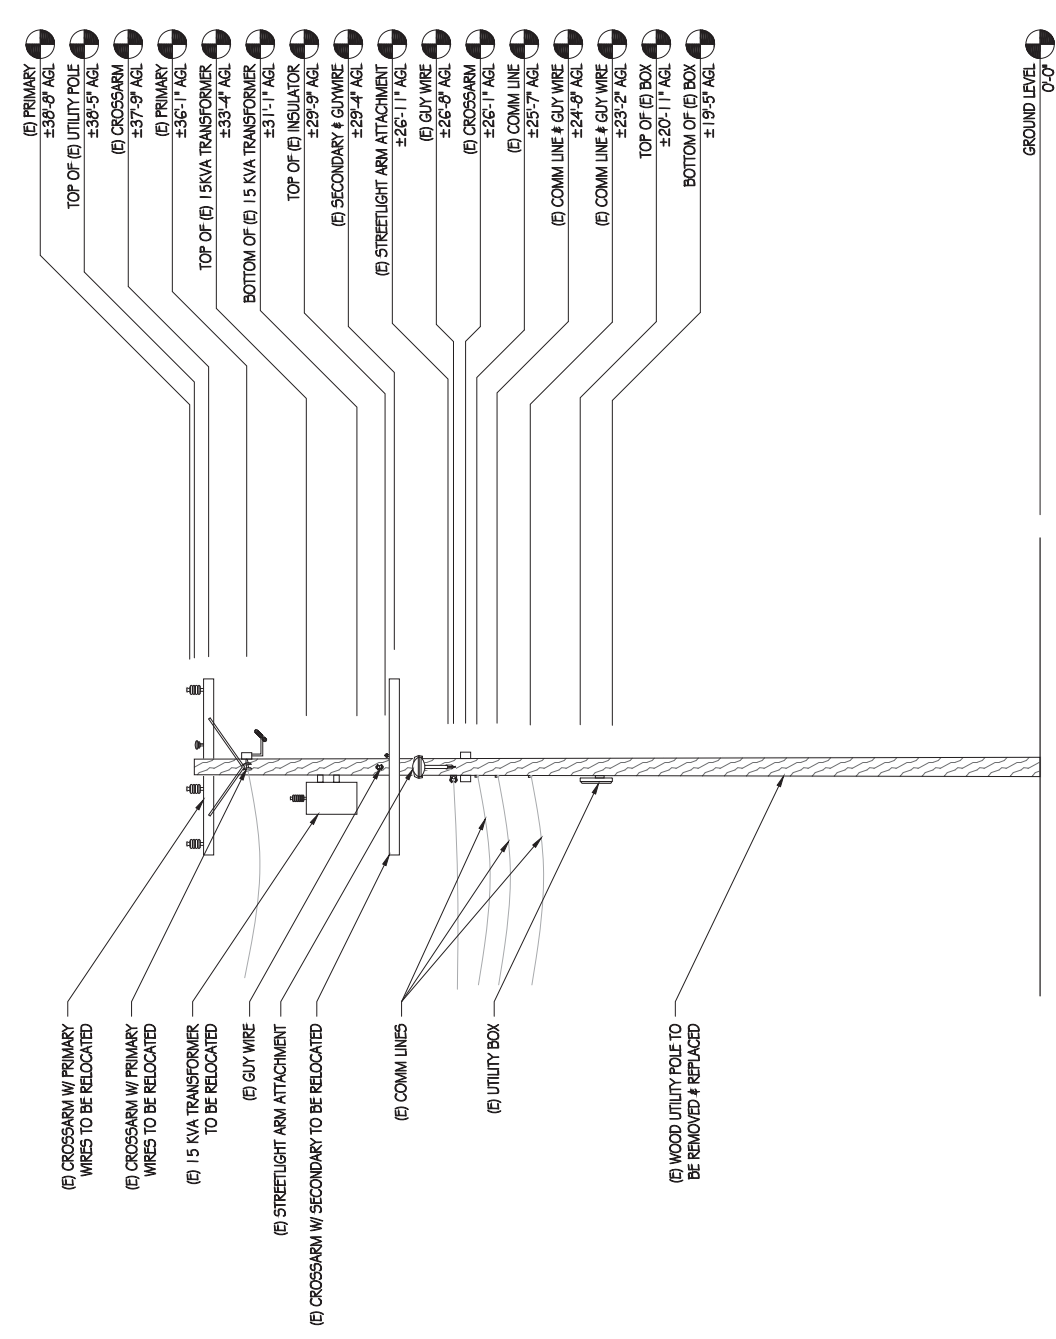 (E) PRIMARY
±38'-8" AGL
TOP OF (E) UTILITY POLE
±38'-5" AGL
(E) CROSSARM
±37'-9" AGL
(E) PRIMARY
±36'-1" AGL
TOP OF (E) 15KVA TRANSFORMER
±33'-4" AGL
BOTTOM OF (E) 15 KVA TRANSFORMER
±31'-1" AGL
TOP OF (E) INSULATOR
±29'-9" AGL
(E) SECONDARY & GUYWIRE
±29'-4" AGL
(E) STREETLIGHT ARM ATTACHMENT
±26'-11" AGL
(E) GUY WIRE
±26'-8" AGL
(E) CROSSARM
±26'-1" AGL
(E) COMM LINE
±25'-7" AGL
(E) COMM LINE & GUY WIRE
±24'-8" AGL
(E) COMM LINE & GUY WIRE
±23'-2" AGL
TOP OF (E) BOX
±20'-11" AGL
BOTTOM OF (E) BOX
±19'-5" AGL
GROUND LEVEL
0'-0"
(E) CROSSARM W/ PRIMARY
WIRES TO BE RELOCATED
(E) CROSSARM W/ PRIMARY
WIRES TO BE RELOCATED
(E) 15 KVA TRANSFORMER
TO BE RELOCATED
(E) GUY WIRE
(E) STREETLIGHT ARM ATTACHMENT
(E) CROSSARM W/ SECONDARY TO BE RELOCATED
(E) COMM LINES
(E) UTILITY BOX
(E) WOOD UTILITY POLE TO
BE REMOVED & REPLACED